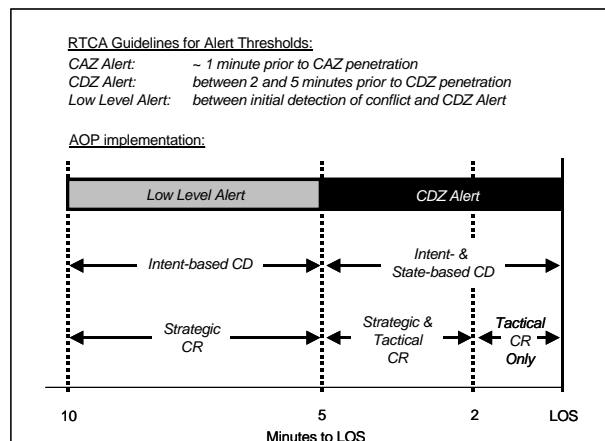 RTCA Guidelines for Alert Thresholds:
CAZ Alert: ~ 1 minute prior to CAZ penetration
CDZ Alert: between 2 and 5 minutes prior to CDZ penetration
Low Level Alert: between initial detection of conflict and CDZ Alert
AOP implementation:
Low Level Alert
CDZ Alert
Intent-based CD
Intent- &
State-based CD
Strategic
CR
Strategic &
Tactical
CR
Tactical
CR
Only
10
5
2
LOS
Minutes to LOS